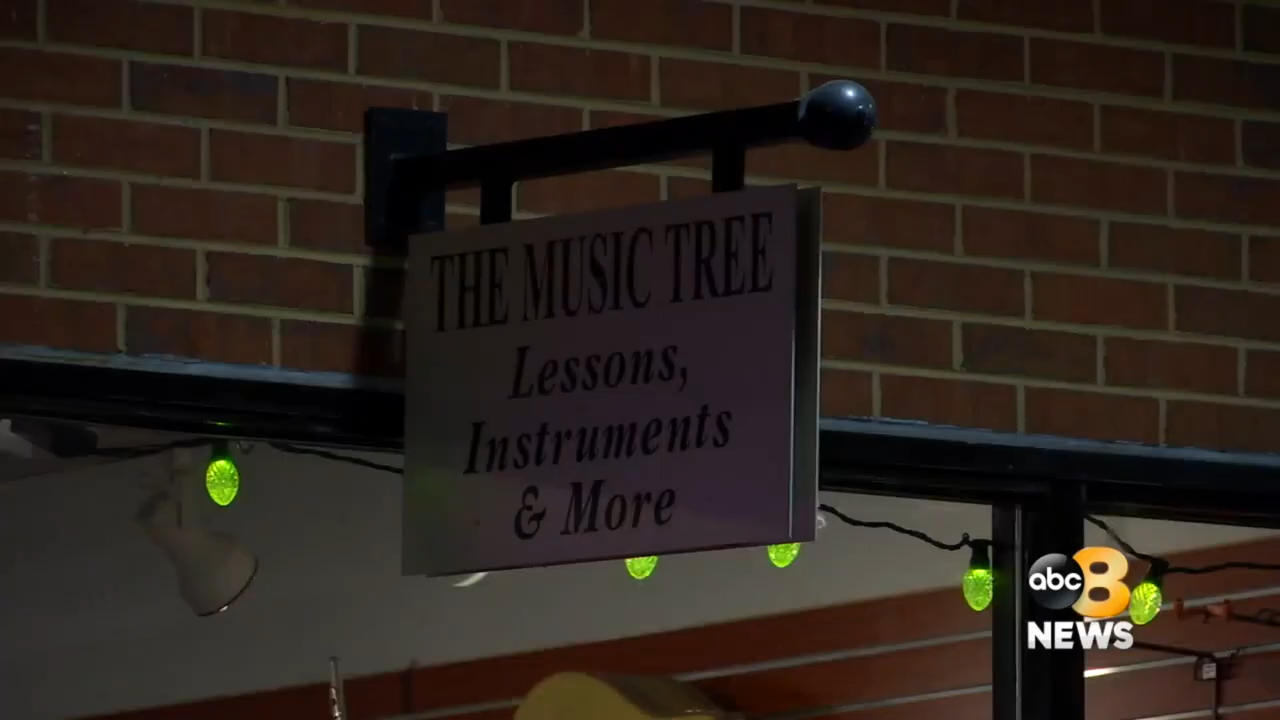 THE MUSIC TREE
Lessons,
Instruments
& More
abc 8
NEWS